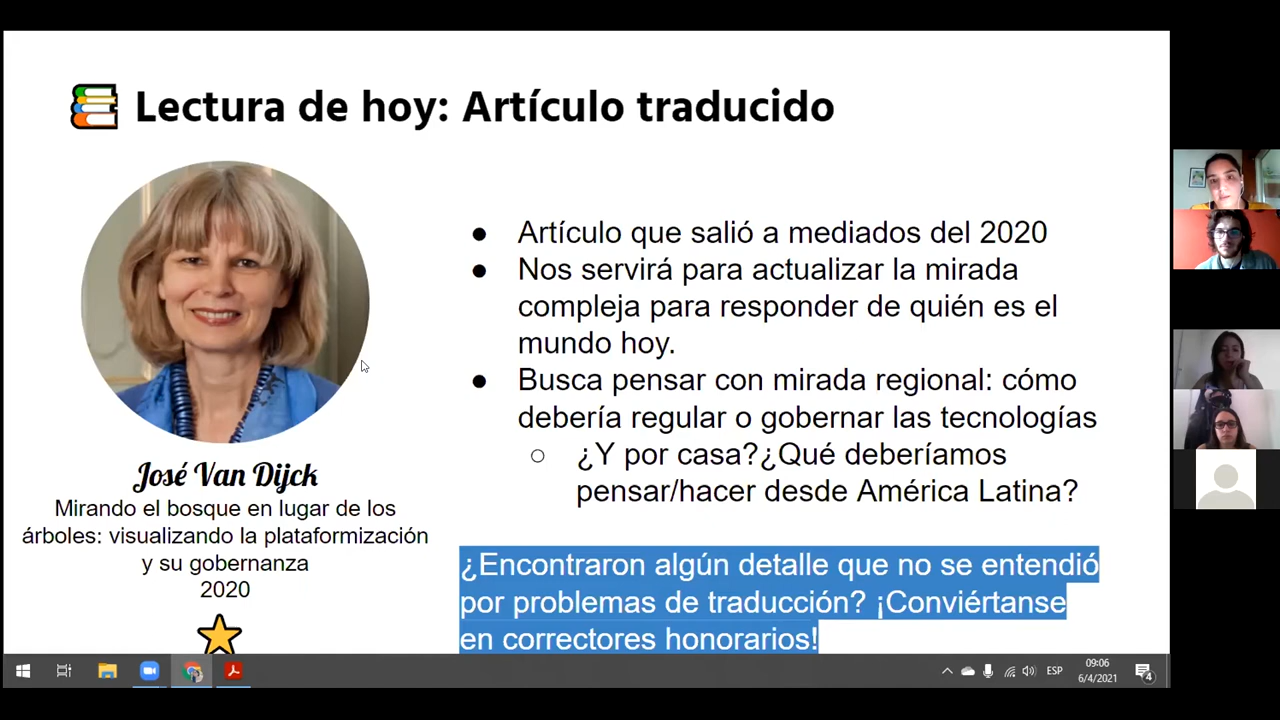 Lectura de hoy: Artículo traducido
José Van Dijck
Mirando el bosque en lugar de los
árboles: visualizando la plataformización
y su gobernanza
2020
● Artículo que salió a mediados del 2020
● Nos servirá para actualizar la mirada
compleja para responder de quién es el
mundo hoy.
● Busca pensar con mirada regional: cómo
debería regular o gobernar las tecnologías
○ ¿Y por casa?¿Qué deberíamos
pensar/hacer desde América Latina?
¿Encontraron algún detalle que no se entendió
por problemas de traducción? ¡Conviértanse
en correctores honorarios!
ESP
09:06
6/4/2021
4